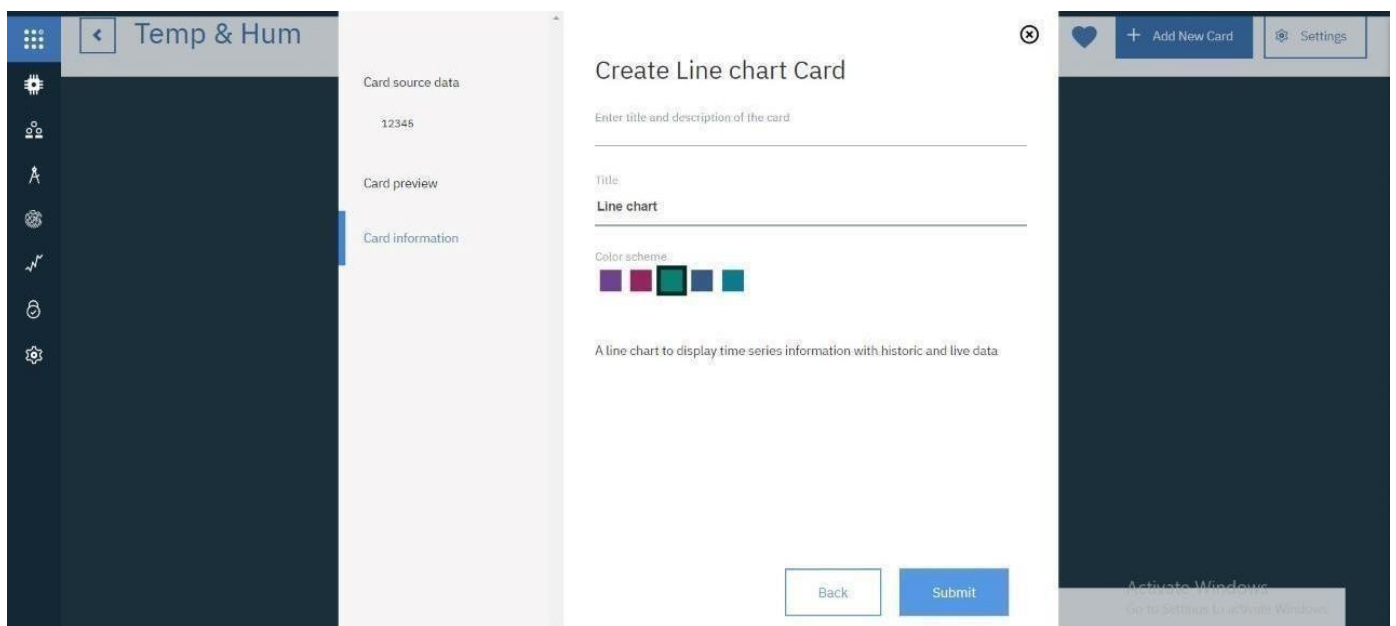 Temp & Hum
+ Add New Card
Settings
Card source data
12345
Card preview
Card information
Create Line chart Card
Enter title and description of the card
Title
Line chart
Color scheme
A line chart to display time series information with historic and live data
Back
Submit
Activate Windows
Go to Settings to activate Windows.